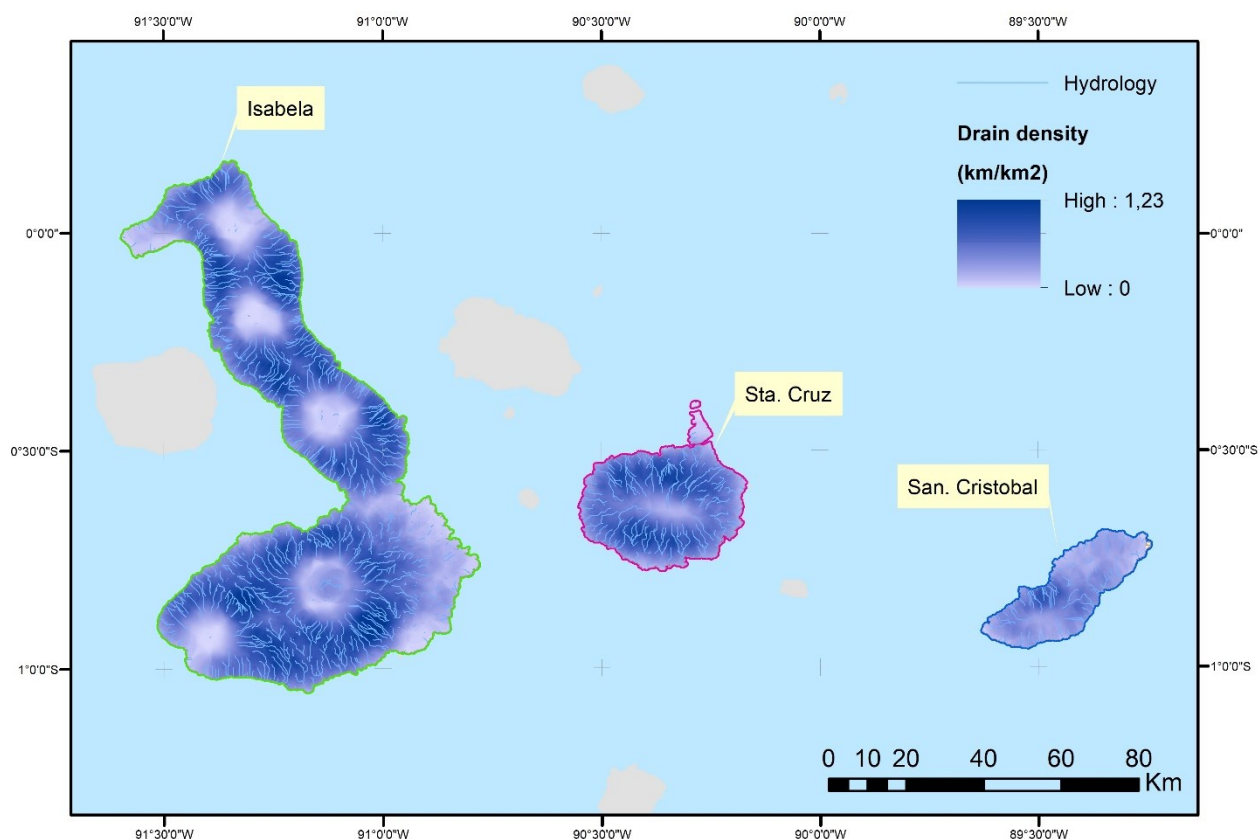 91°30'0"W 91°0'0"W 90°30'0"W 90°0'0"W 89°30'0"W
Hydrology
Isabela
Drain density
(km/km2)
High : 1,23
0°0'0" 0°0'0"
Low : 0
Sta. Cruz
0°30'0"S 0°30'0"S
San. Cristobal
1°0'0"S 1°0'0"S
0 10 20 40 60 80
Km
91°30'0"W 91°0'0"W 90°30'0"W 90°0'0"W 89°30'0"W